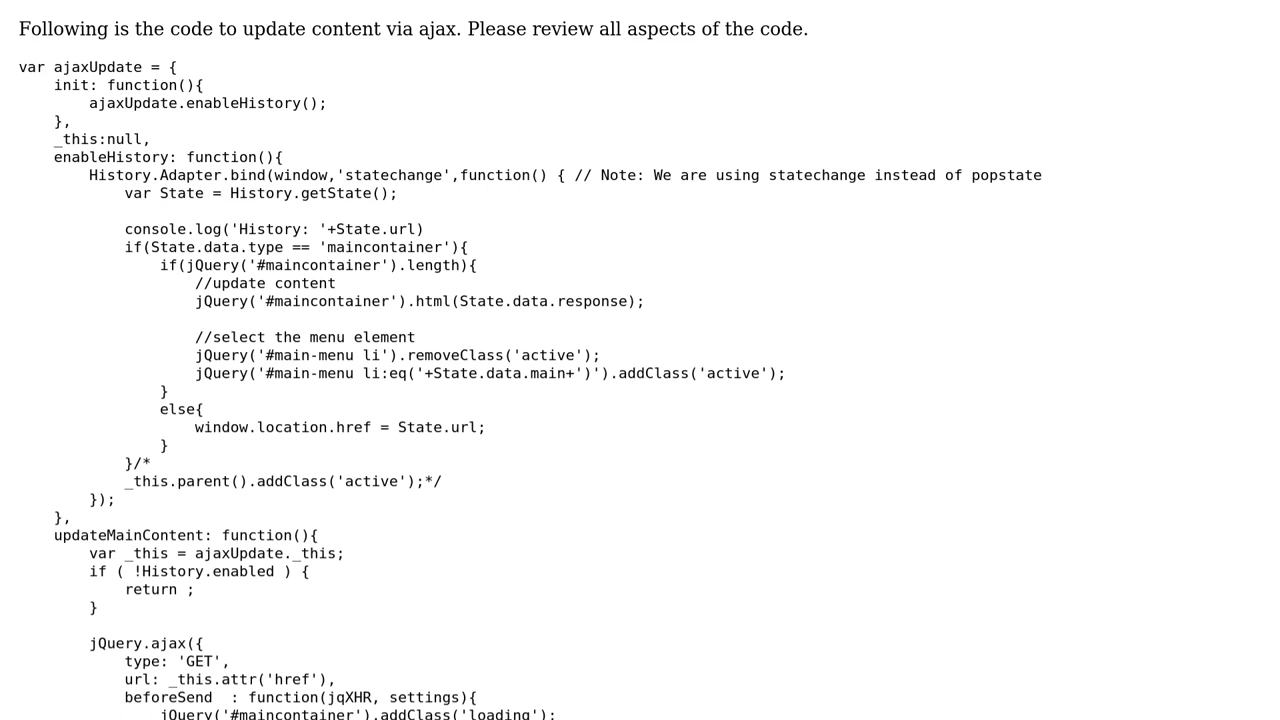 Following is the code to update content via ajax. Please review all aspects of the code.
var ajaxUpdate = {
    init: function(){
        ajaxUpdate.enableHistory();
    },
    _this:null,
    enableHistory: function(){
        History.Adapter.bind(window,'statechange',function() { // Note: We are using statechange instead of popstate
            var State = History.getState();
            console.log('History: '+State.url)
            if(State.data.type == 'maincontainer'){
                if(jQuery('#maincontainer').length){
                    //update content
                    jQuery('#maincontainer').html(State.data.response);
                    //select the menu element
                    jQuery('#main-menu li').removeClass('active');
                    jQuery('#main-menu li:eq('+State.data.main+')').addClass('active');
                }
                else{
                    window.location.href = State.url;
                }
            }/*
            _this.parent().addClass('active');*/
        });
    },
    updateMainContent: function(){
        var _this = ajaxUpdate._this;
        if ( !History.enabled ) {
            return ;
        }
        jQuery.ajax({
            type: 'GET',
            url: _this.attr('href'),
            beforeSend  : function(jqXHR, settings){
                jQuery('#maincontainer').addClass('loading');